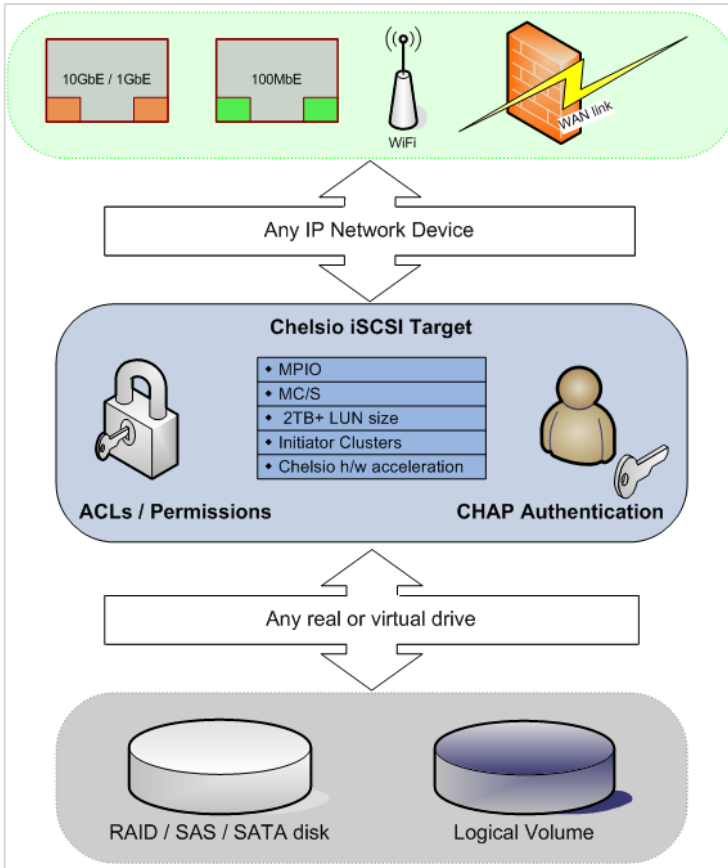 10GbE / 1GbE
100MbE
WiFi
WAN link
Any IP Network Device
Chelsio iSCSI Target
MPIO
MC/S
2TB+ LUN size
Initiator Clusters
Chelsio h/w acceleration
ACLs / Permissions
CHAP Authentication
Any real or virtual drive
RAID / SAS / SATA disk
Logical Volume